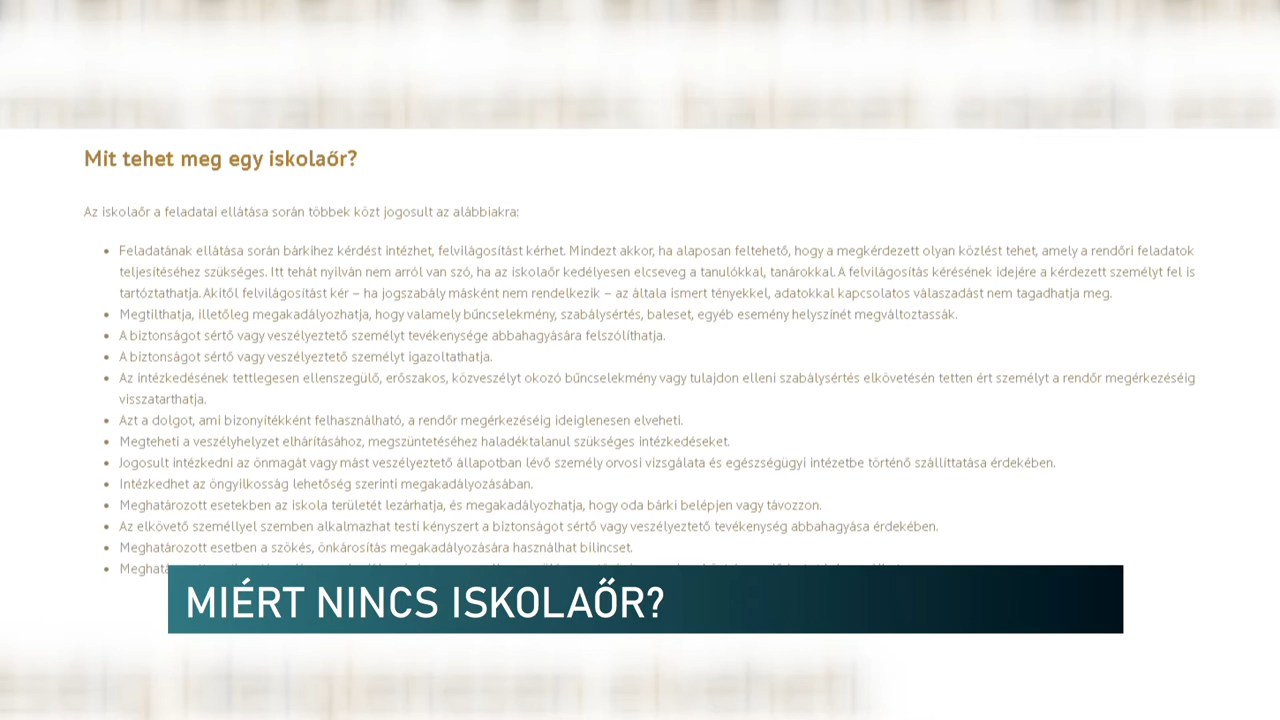 Mit tehet meg egy iskolaőr?
Az iskolaőr a feladatai ellátása során többek közt jogosult az alábbiakra:
• Feladatának ellátása során bárkihez kérdést intézhet, felvilágosítást kérhet. Mindezt akkor, ha alaposan feltehető, hogy a megkérdezett olyan közlést tehet, amely a rendőri feladatok
teljesítéséhez szükséges. Itt tehát nyilván nem arról van szó, ha az iskolaőr kedélyesen elcseveg a tanulókkal, tanárokkal. A felvilágosítás kérésének idejére a kérdezett személyt fel is
tartóztathatja. Akitől felvilágosítást kér – ha jogszabály másként nem rendelkezik – az általa ismert tényekkel, adatokkal kapcsolatos válaszadást nem tagadhatja meg.
• Megtilthatja, illetőleg megakadályozhatja, hogy valamely bűncselekmény, szabálysértés, baleset, egyéb esemény helyszínét megváltoztassák.
• A biztonságot sértő vagy veszélyeztető személyt tevékenysége abbahagyására felszólíthatja.
• A biztonságot sértő vagy veszélyeztető személyt igazoltathatja.
• Az intézkedésének tettlegesen ellenszegülő, erőszakos, közveszélyt okozó bűncselekmény vagy tulajdon elleni szabálysértés elkövetésén tetten ért személyt a rendőr megérkezéséig
visszatarthatja.
• Azt a dolgot, ami bizonyítékként felhasználható, a rendőr megérkezéséig ideiglenesen elveheti.
• Megteheti a veszélyhelyzet elhárításához, megszüntetéséhez haladéktalanul szükséges intézkedéseket.
• Jogosult intézkedni az önmagát vagy mást veszélyeztető állapotban lévő személy orvosi vizsgálata és egészségügyi intézetbe történő szállíttatása érdekében.
• Intézkedhet az öngyilkosság lehetőség szerinti megakadályozásában.
• Meghatározott esetekben az iskola területét lezárhatja, és megakadályozhatja, hogy oda bárki belépjen vagy távozzon.
• Az elkövető személlyel szemben alkalmazhat testi kényszert a biztonságot sértő vagy veszélyeztető tevékenység abbahagyása érdekében.
• Meghatározott esetben a szökés, önkárosítás megakadályozására használhat bilincset.
MIÉRT NINCS ISKOLAŐR?